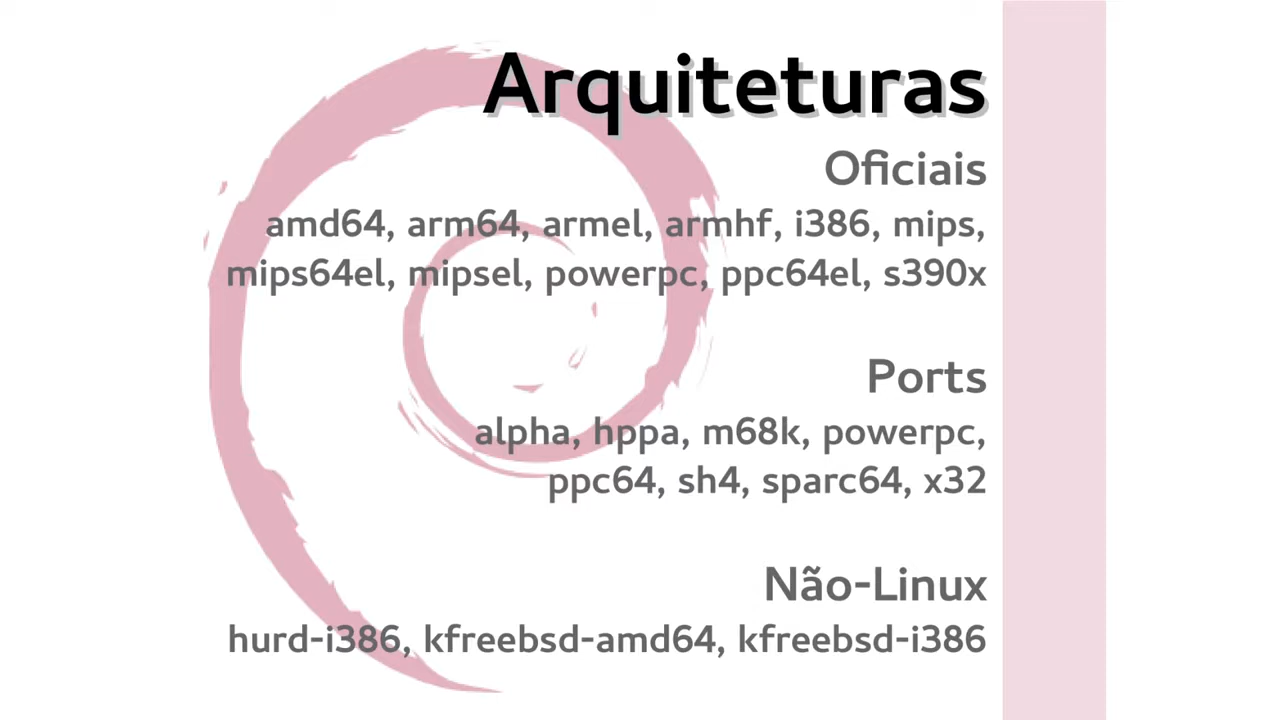 Arquiteturas
Oficiais
amd64, arm64, armel, armhf, i386, mips,
mips64el, mipsel, powerpc, ppc64el, s390x
Ports
alpha, hppa, m68k, powerpc,
ppc64, sh4, sparc64, x32
Não-Linux
hurd-i386, kfreebsd-amd64, kfreebsd-i386